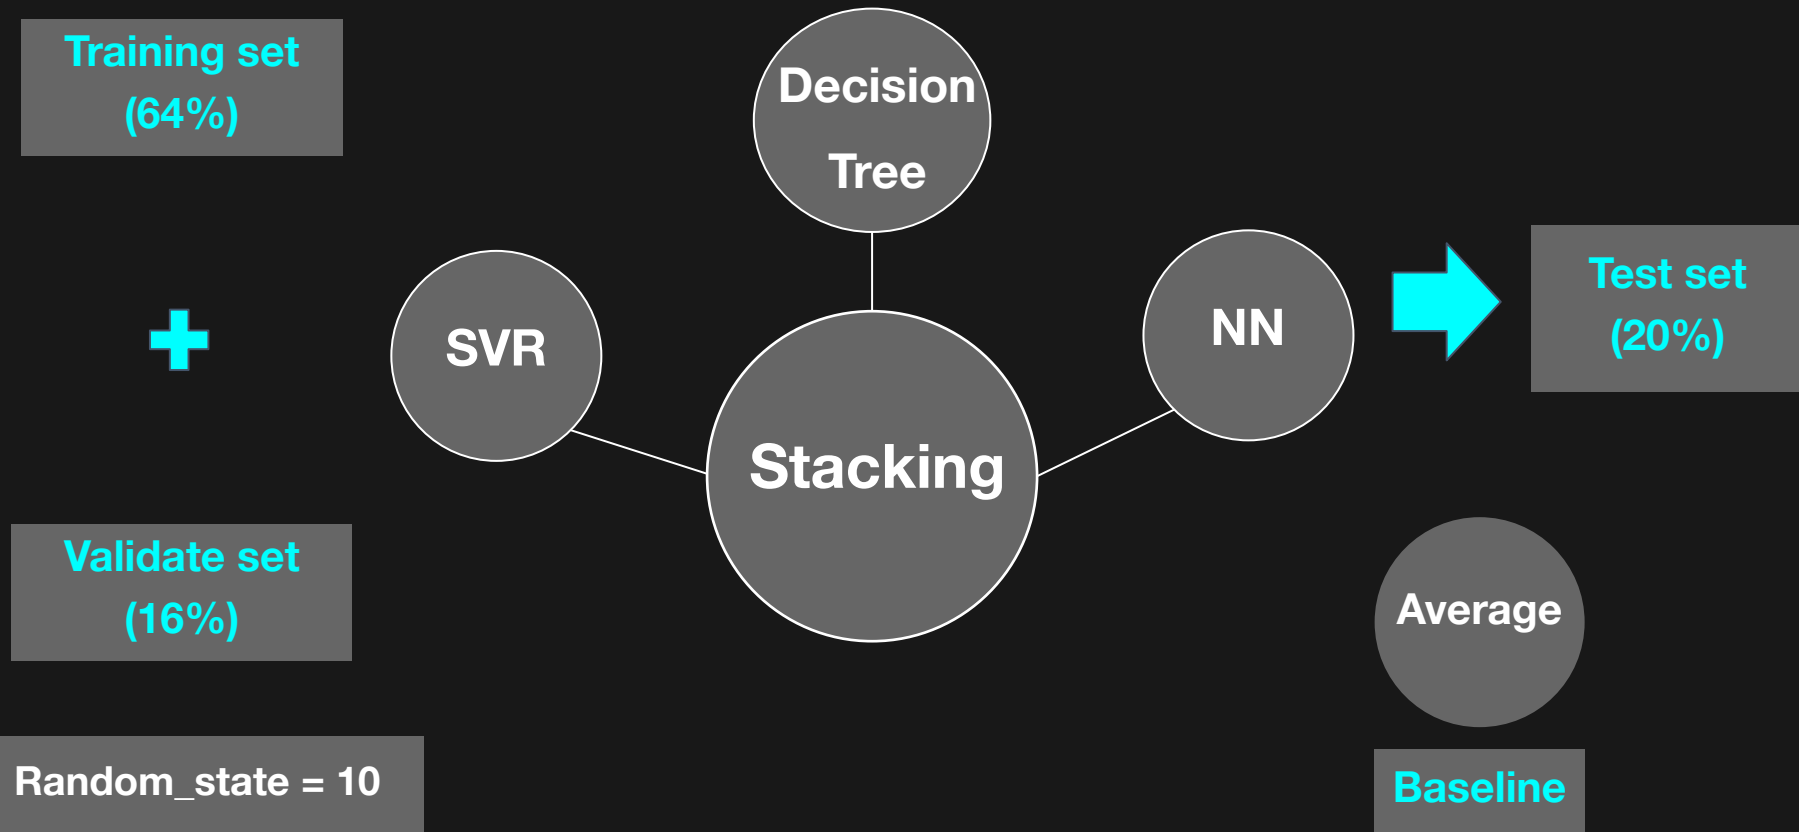 Training set
(64%)
Decision
Tree
SVR
NN
Test set
(20%)
Stacking
Validate set
(16%)
Average
Random_state = 10
Baseline